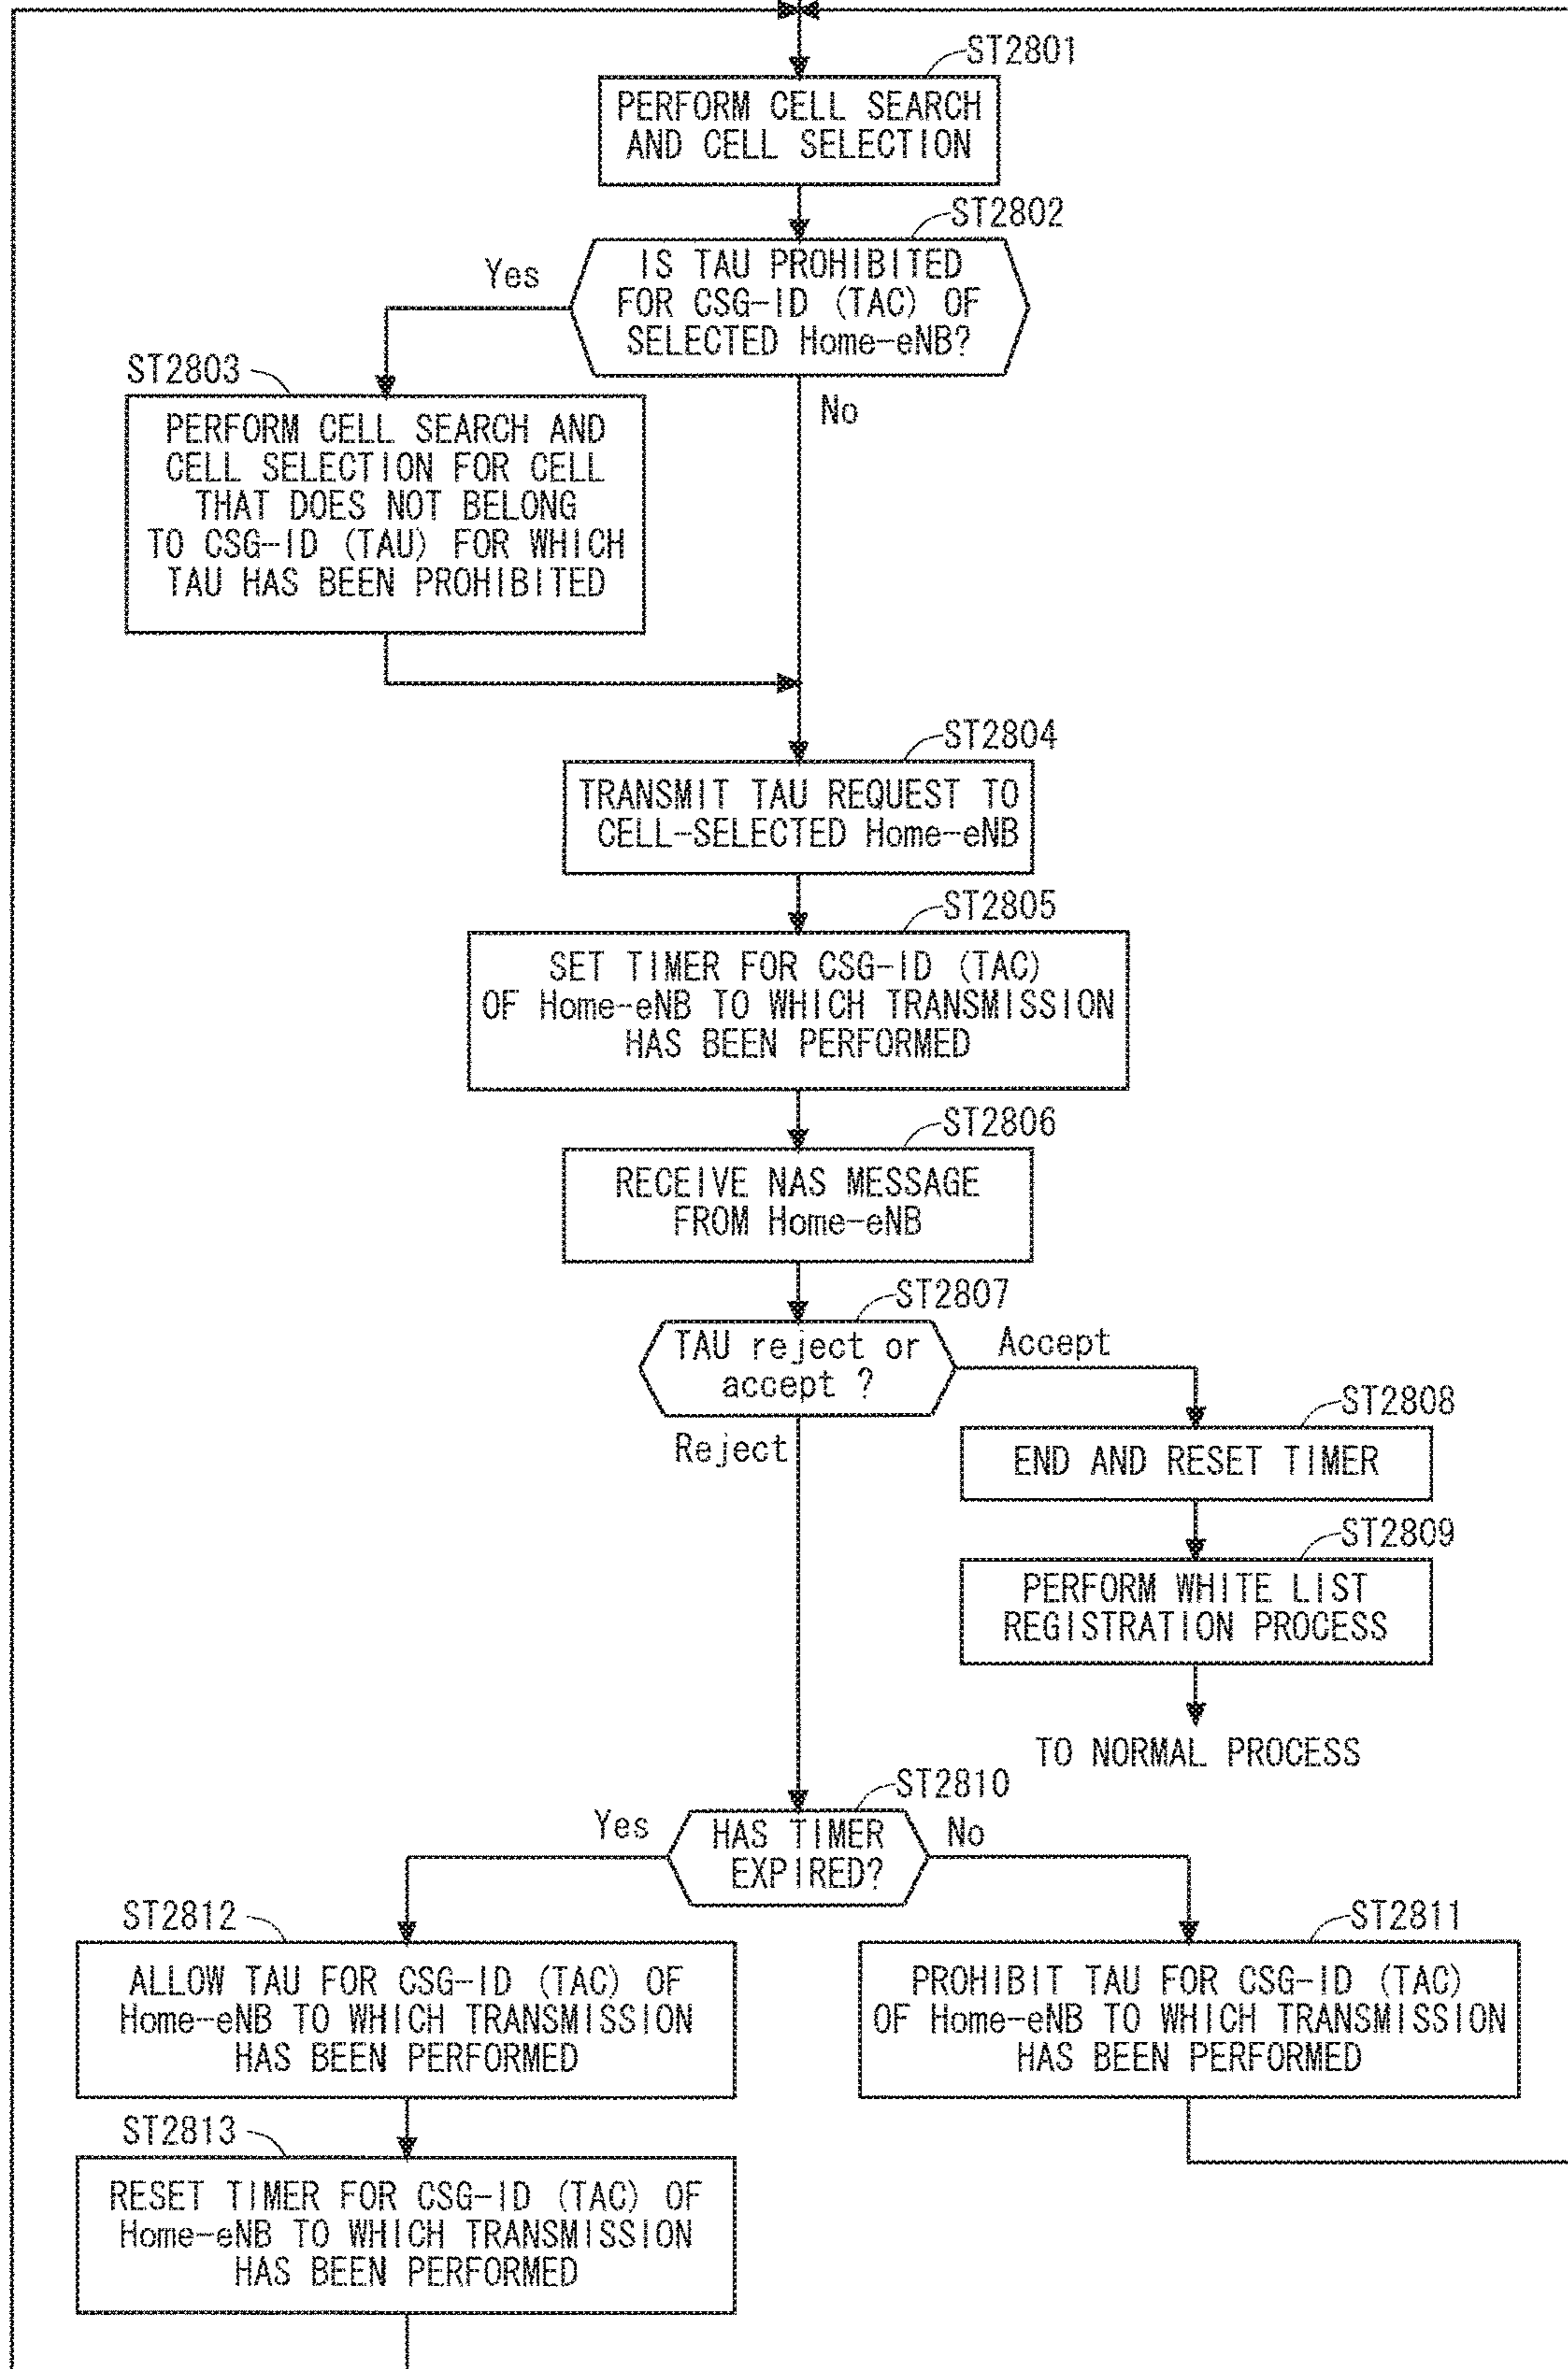 ST2801
PERFORM CELL SEARCH
AND CELL SELECTION
ST2802
IS TAU PROHIBITED
FOR CSG-ID (TAC) OF
SELECTED Home-eNB?
Yes
No
ST2803
PERFORM CELL SEARCH AND
CELL SELECTION FOR CELL
THAT DOES NOT BELONG
TO CSG-ID (TAU) FOR WHICH
TAU HAS BEEN PROHIBITED
ST2804
TRANSMIT TAU REQUEST TO
CELL-SELECTED Home-eNB
ST2805
SET TIMER FOR CSG-ID (TAC)
OF Home-eNB TO WHICH TRANSMISSION
HAS BEEN PERFORMED
ST2806
RECEIVE NAS MESSAGE
FROM Home-eNB
ST2807
TAU reject or
accept ?
Accept
Reject
ST2808
END AND RESET TIMER
ST2809
PERFORM WHITE LIST
REGISTRATION PROCESS
TO NORMAL PROCESS
ST2810
HAS TIMER
EXPIRED?
Yes
No
ST2812
ALLOW TAU FOR CSG-ID (TAC) OF
Home-eNB TO WHICH TRANSMISSION
HAS BEEN PERFORMED
ST2811
PROHIBIT TAU FOR CSG-ID (TAC)
OF Home-eNB TO WHICH TRANSMISSION
HAS BEEN PERFORMED
ST2813
RESET TIMER FOR CSG-ID (TAC) OF
Home-eNB TO WHICH TRANSMISSION
HAS BEEN PERFORMED